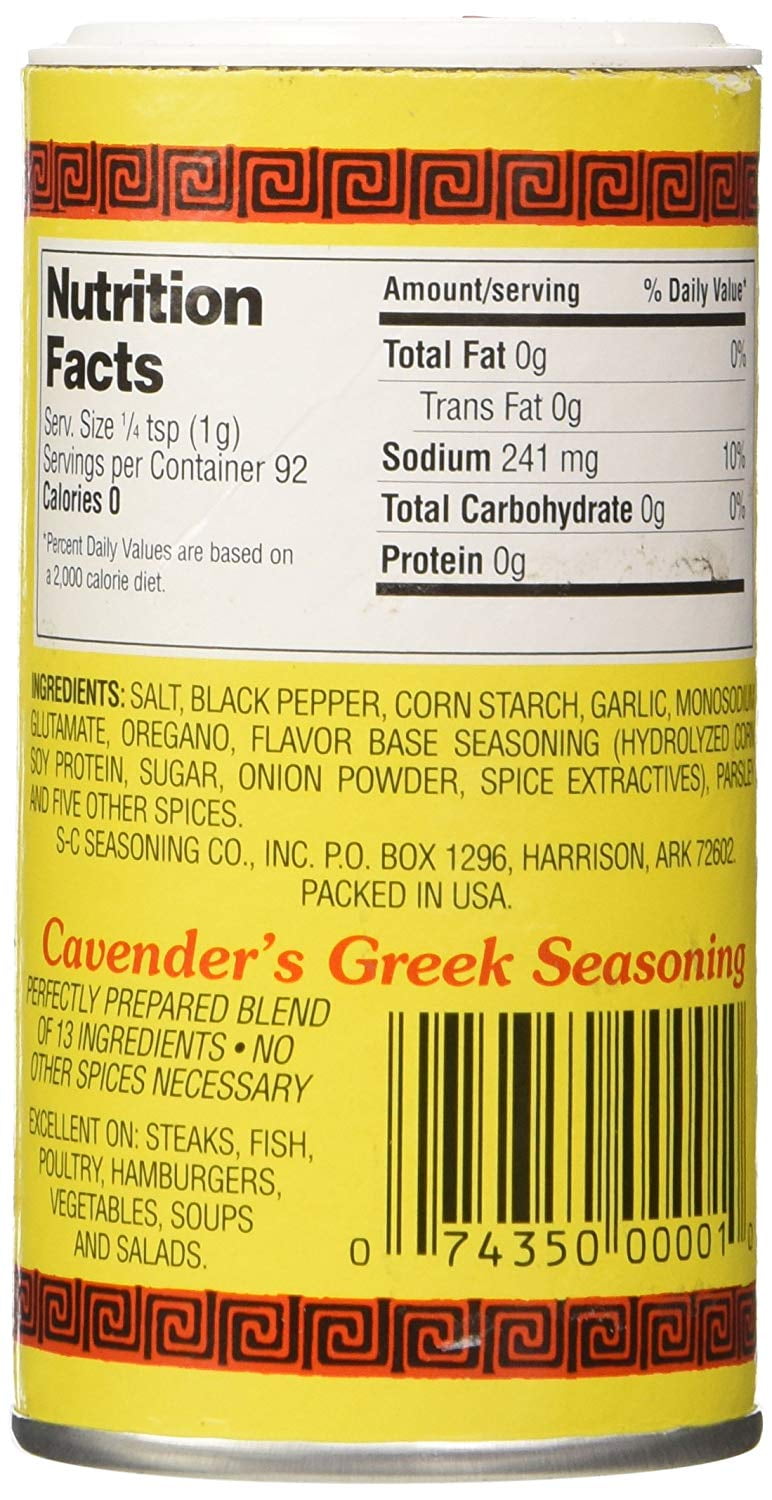 Nutrition
Facts
Serv. Size 1/4 tsp (1g)
Servings per Container 92
Calories 0
*Percent Daily Values are based on
a 2,000 calorie diet.
Amount/serving % Daily Value*
Total Fat 0g 0%
Trans Fat 0g
Sodium 241 mg 10%
Total Carbohydrate 0g 0%
Protein 0g
INGREDIENTS: SALT, BLACK PEPPER, CORN STARCH, GARLIC, MONOSODIUM
GLUTAMATE, OREGANO, FLAVOR BASE SEASONING (HYDROLYZED CORN
SOY PROTEIN, SUGAR, ONION POWDER, SPICE EXTRACTIVES), PARSLEY
AND FIVE OTHER SPICES.
S-C SEASONING CO., INC. P.O. BOX 1296, HARRISON, ARK 72602.
PACKED IN USA.
Cavender's Greek Seasoning
PERFECTLY PREPARED BLEND
OF 13 INGREDIENTS • NO
OTHER SPICES NECESSARY
EXCELLENT ON: STEAKS, FISH,
POULTRY, HAMBURGERS,
VEGETABLES, SOUPS
AND SALADS.
0 74350 00001 0